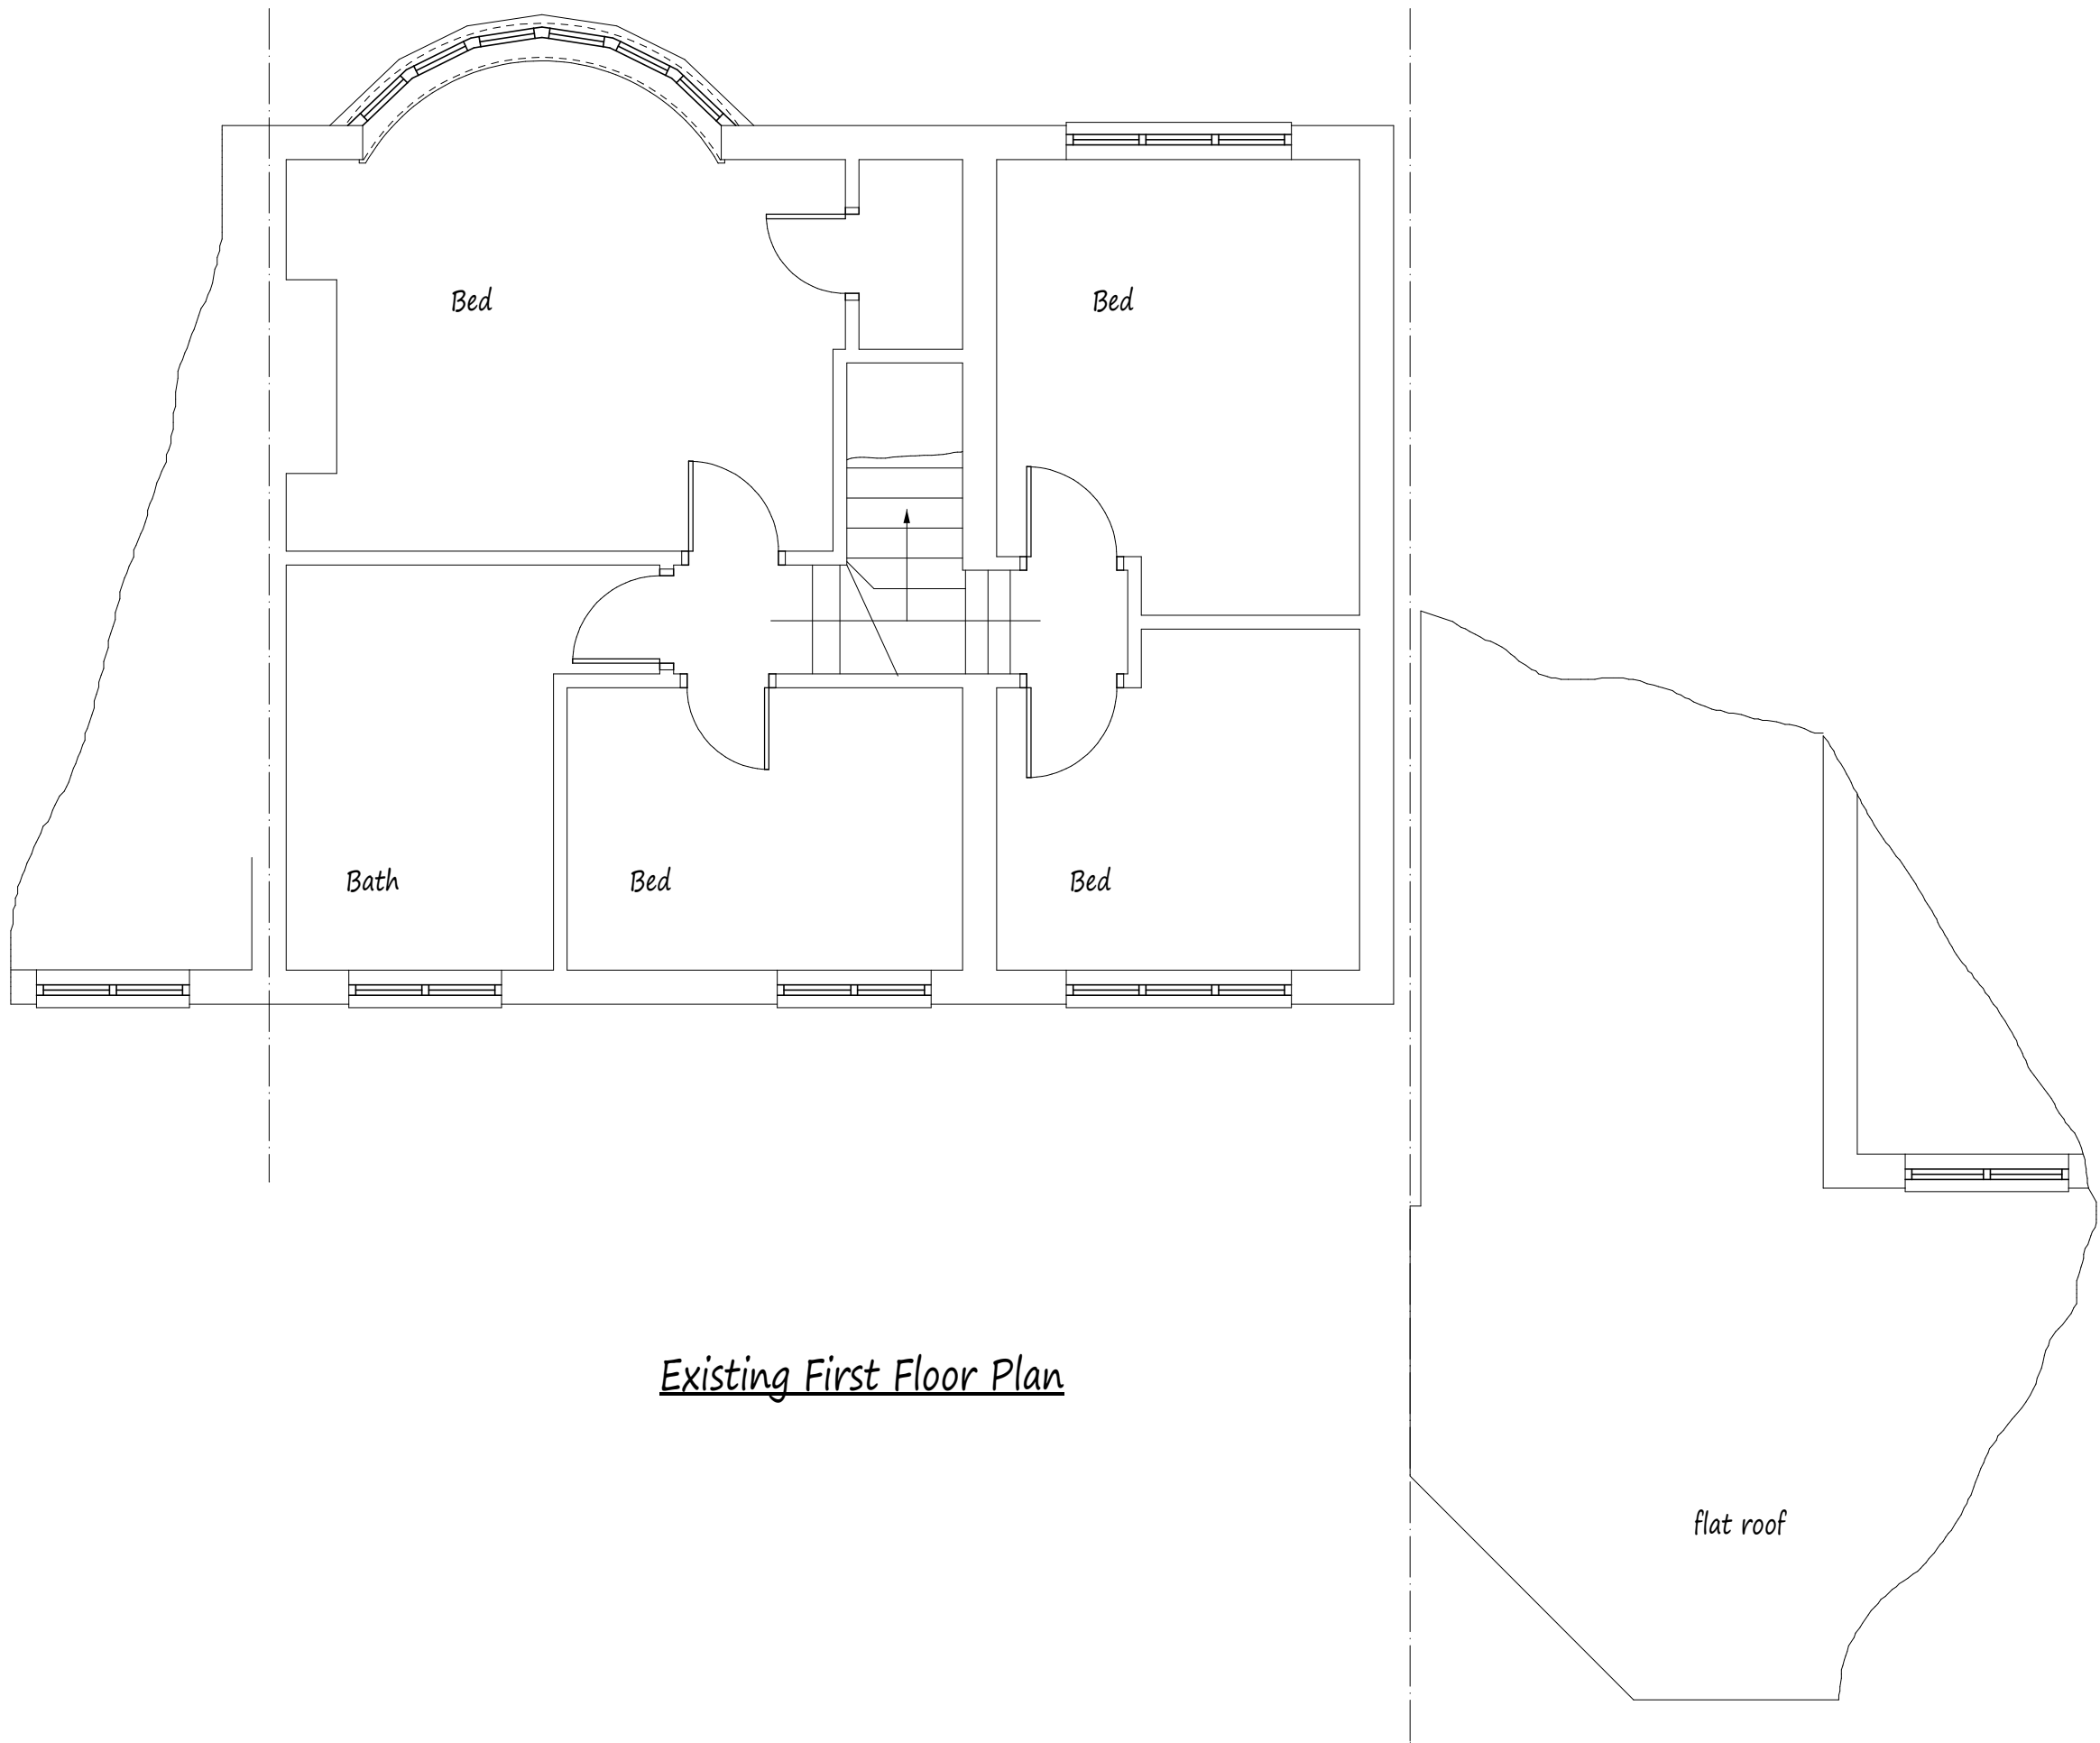 Bed
Bed
Bath
Bed
Bed
Existing First Floor Plan
flat roof